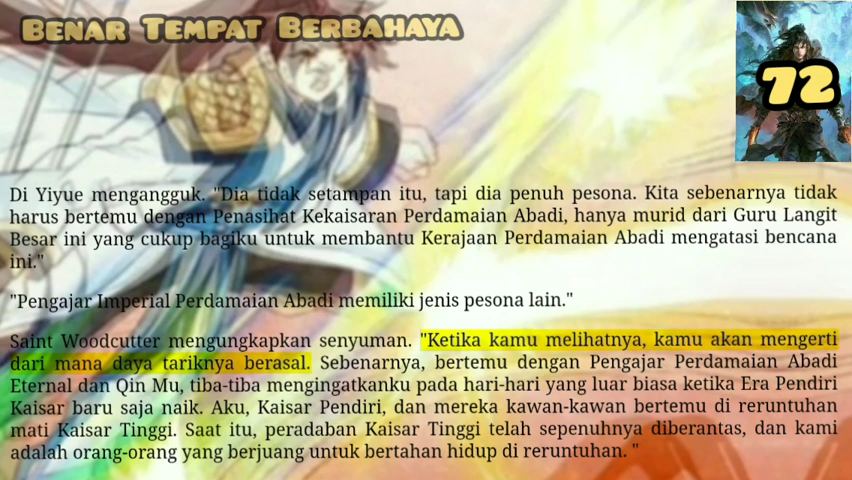 Benar Tempat Berbahaya
72
Di Yiyue mengangguk. "Dia tidak setampan itu, tapi dia penuh pesona. Kita sebenarnya tidak
harus bertemu dengan Penasihat Kekaisaran Perdamaian Abadi, hanya murid dari Guru Langit
Besar ini yang cukup bagiku untuk membantu Kerajaan Perdamaian Abadi mengatasi bencana
ini."
"Pengajar Imperial Perdamaian Abadi memiliki jenis pesona lain."
Saint Woodcutter mengungkapkan senyuman. "Ketika kamu melihatnya, kamu akan mengerti
dari mana daya tariknya berasal. Sebenarnya, bertemu dengan Pengajar Perdamaian Abadi
Eternal dan Qin Mu, tiba-tiba mengingatkanku pada hari-hari yang luar biasa ketika Era Pendiri
Kaisar baru saja naik. Aku, Kaisar Pendiri, dan mereka kawan-kawan bertemu di reruntuhan
mati Kaisar Tinggi. Saat itu, peradaban Kaisar Tinggi telah sepenuhnya diberantas, dan kami
adalah orang-orang yang berjuang untuk bertahan hidup di reruntuhan. "